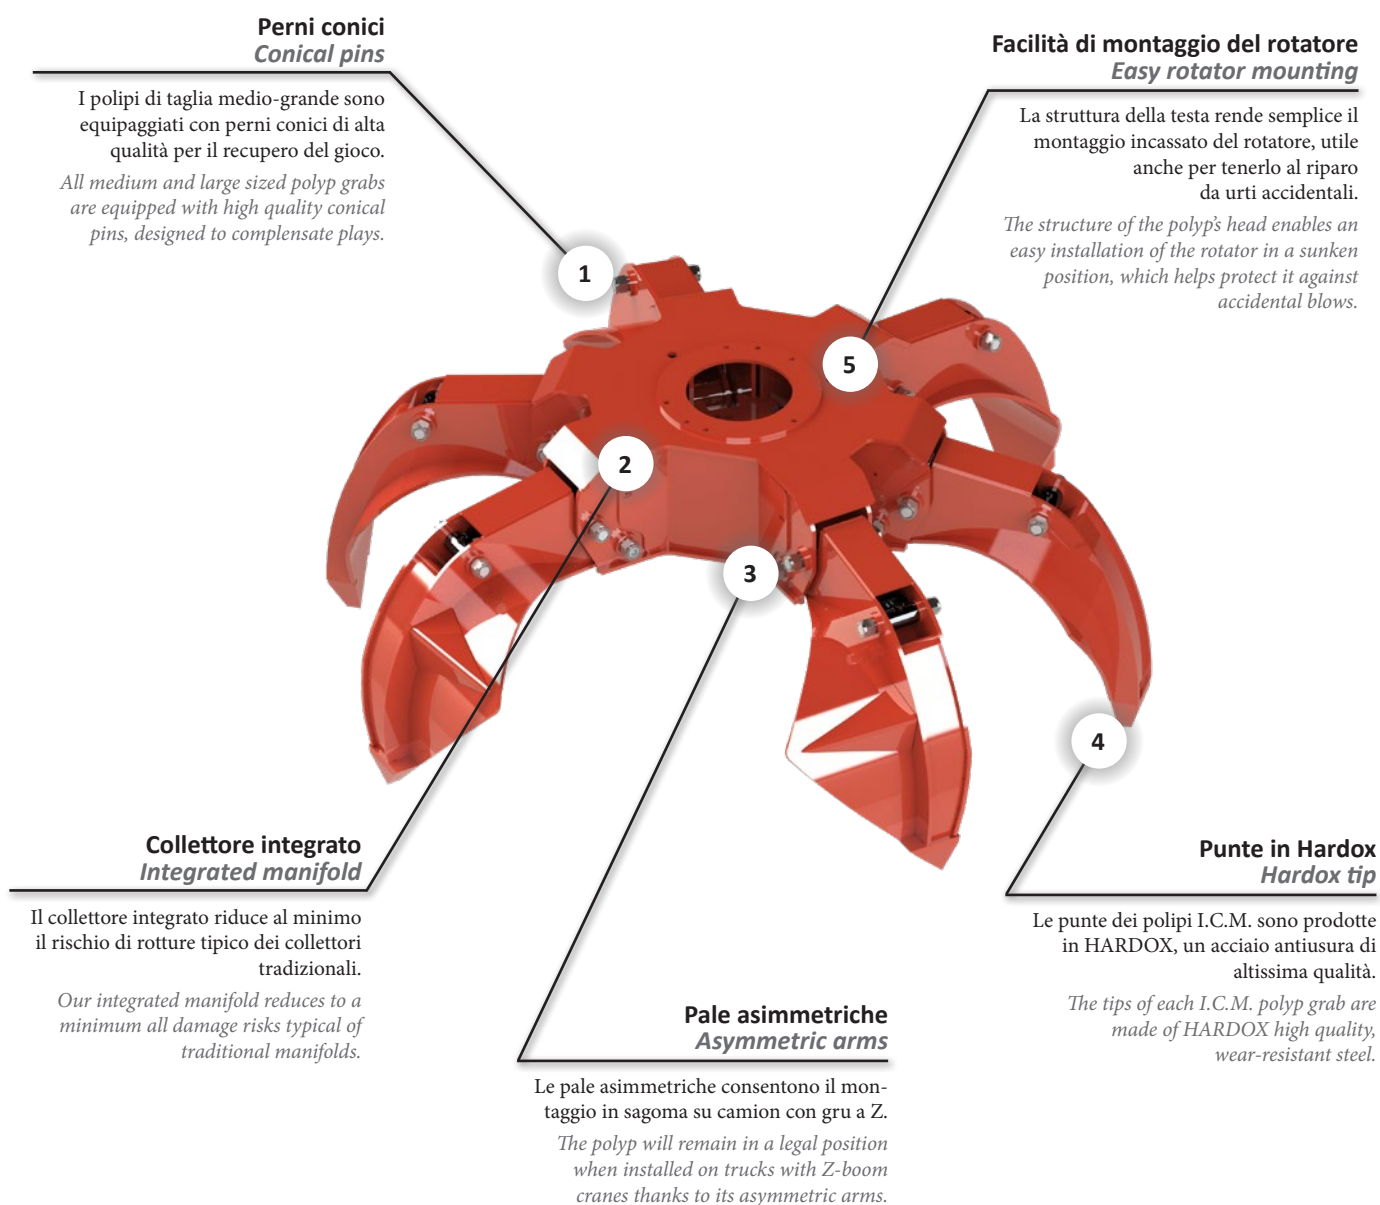 Perni conici
Conical pins
I polipi di taglia medio-grande sono
equipaggiati con perni conici di alta
qualità per il recupero del gioco.
All medium and large sized polyp grabs
are equipped with high quality conical
pins, designed to complensate plays.
Facilità di montaggio del rotatore
Easy rotator mounting
La struttura della testa rende semplice il
montaggio incassato del rotatore, utile
anche per tenerlo al riparo
da urti accidentali.
The structure of the polyp's head enables an
easy installation of the rotator in a sunken
position, which helps protect it against
accidental blows.
1
5
2
3
4
Collettore integrato
Integrated manifold
Il collettore integrato riduce al minimo
il rischio di rotture tipico dei collettori
tradizionali.
Our integrated manifold reduces to a
minimum all damage risks typical of
traditional manifolds.
Pale asimmetriche
Asymmetric arms
Le pale asimmetriche consentono il mon-
taggio in sagoma su camion con gru a Z.
The polyp will remain in a legal position
when installed on trucks with Z-boom
cranes thanks to its asymmetric arms.
Punte in Hardox
Hardox tip
Le punte dei polipi I.C.M. sono prodotte
in HARDOX, un acciaio antiusura di
altissima qualità.
The tips of each I.C.M. polyp grab are
made of HARDOX high quality,
wear-resistant steel.